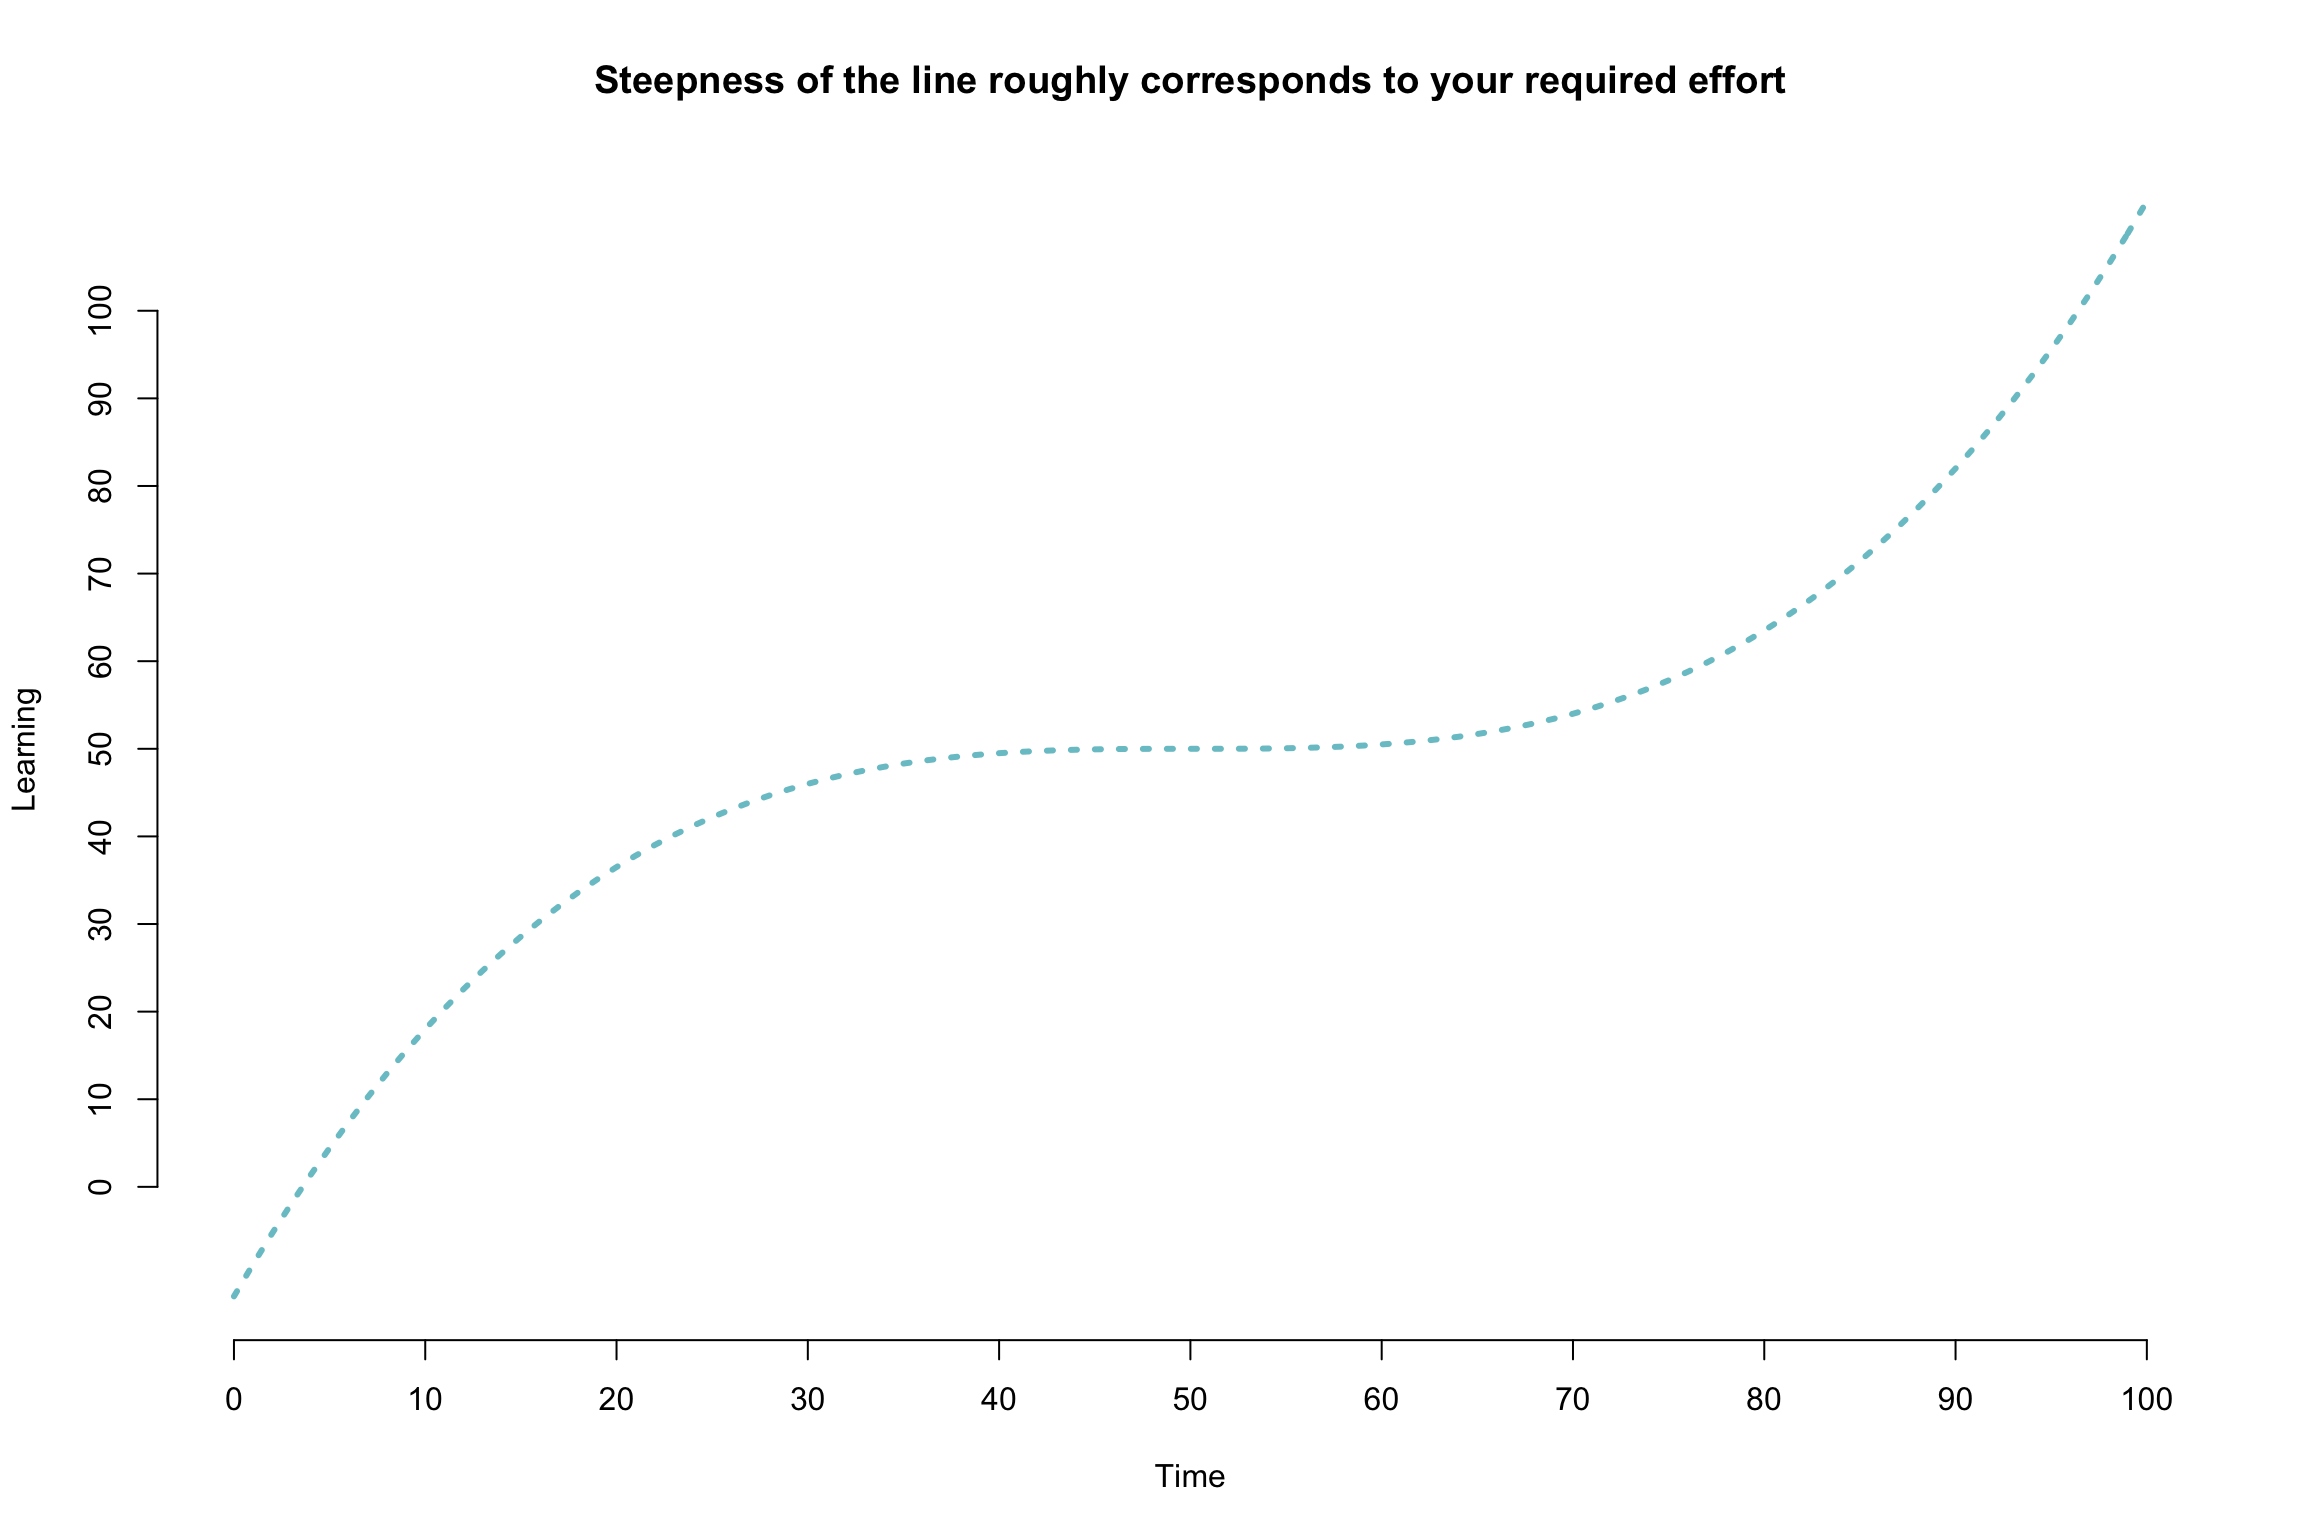 Steepness of the line roughly corresponds to your required effort
100
90
80
70
60
50
40
30
20
10
0
Learning
0 10 20 30 40 50 60 70 80 90 100
Time